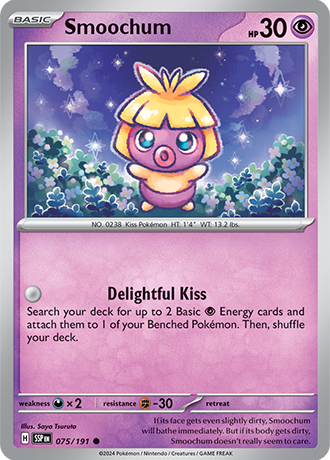 BASIC
Smoochum
HP 30
NO. 0238 Kiss Pokémon HT: 1'4" WT: 13.2 lbs.
Delightful Kiss
Search your deck for up to 2 Basic Energy cards and
attach them to 1 of your Benched Pokémon. Then, shuffle
your deck.
Illus. Saya Tsuruta
weakness ×2 resistance -30 retreat
H SSP EN 075/191
If its face gets even slightly dirty, Smoochum
will bathe immediately. But if its body gets dirty,
Smoochum doesn't really seem to care.
©2024 Pokémon / Nintendo / Creatures / GAME FREAK